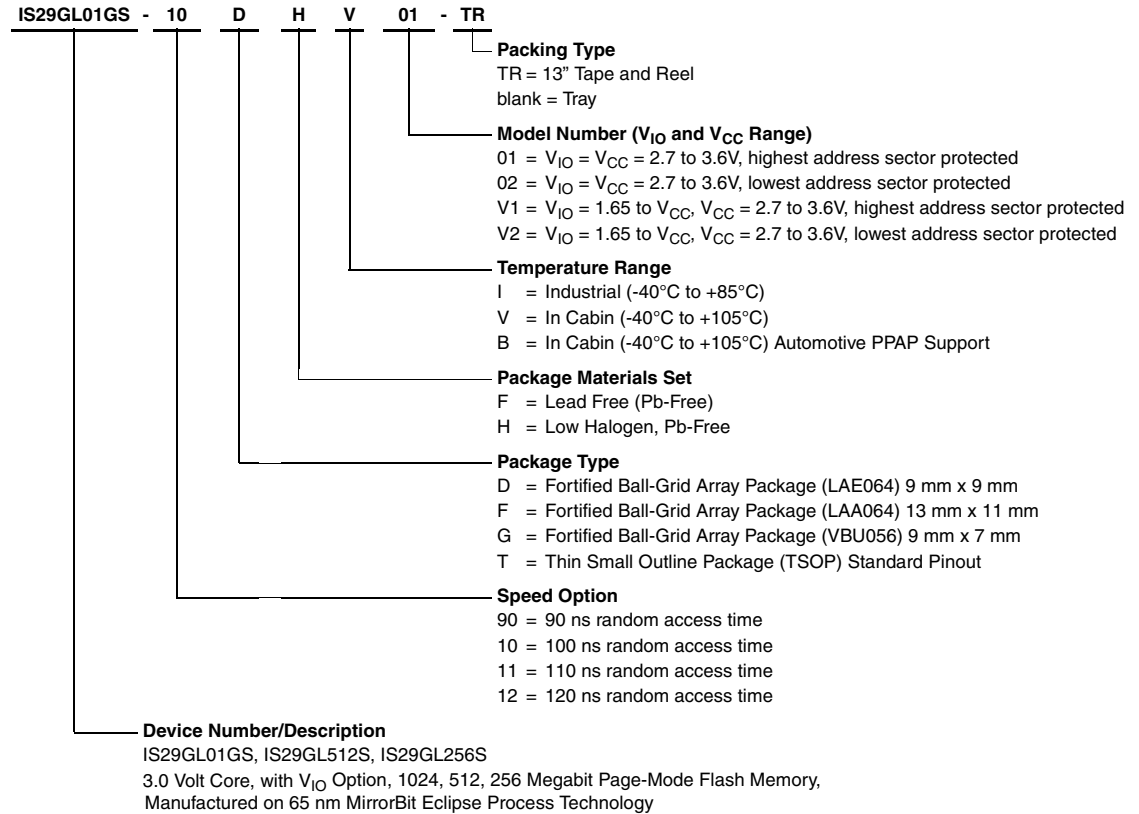 IS29GL01GS - 10 D H V 01 - TR
Packing Type
TR = 13” Tape and Reel
blank = Tray
Model Number (VIO and VCC Range)
01 = VIO = VCC = 2.7 to 3.6V, highest address sector protected
02 = VIO = VCC = 2.7 to 3.6V, lowest address sector protected
V1 = VIO = 1.65 to VCC, VCC = 2.7 to 3.6V, highest address sector protected
V2 = VIO = 1.65 to VCC, VCC = 2.7 to 3.6V, lowest address sector protected
Temperature Range
I = Industrial (-40°C to +85°C)
V = In Cabin (-40°C to +105°C)
B = In Cabin (-40°C to +105°C) Automotive PPAP Support
Package Materials Set
F = Lead Free (Pb-Free)
H = Low Halogen, Pb-Free
Package Type
D = Fortified Ball-Grid Array Package (LAE064) 9 mm x 9 mm
F = Fortified Ball-Grid Array Package (LAA064) 13 mm x 11 mm
G = Fortified Ball-Grid Array Package (VBU056) 9 mm x 7 mm
T = Thin Small Outline Package (TSOP) Standard Pinout
Speed Option
90 = 90 ns random access time
10 = 100 ns random access time
11 = 110 ns random access time
12 = 120 ns random access time
Device Number/Description
IS29GL01GS, IS29GL512S, IS29GL256S
3.0 Volt Core, with VIO Option, 1024, 512, 256 Megabit Page-Mode Flash Memory,
Manufactured on 65 nm MirrorBit Eclipse Process Technology